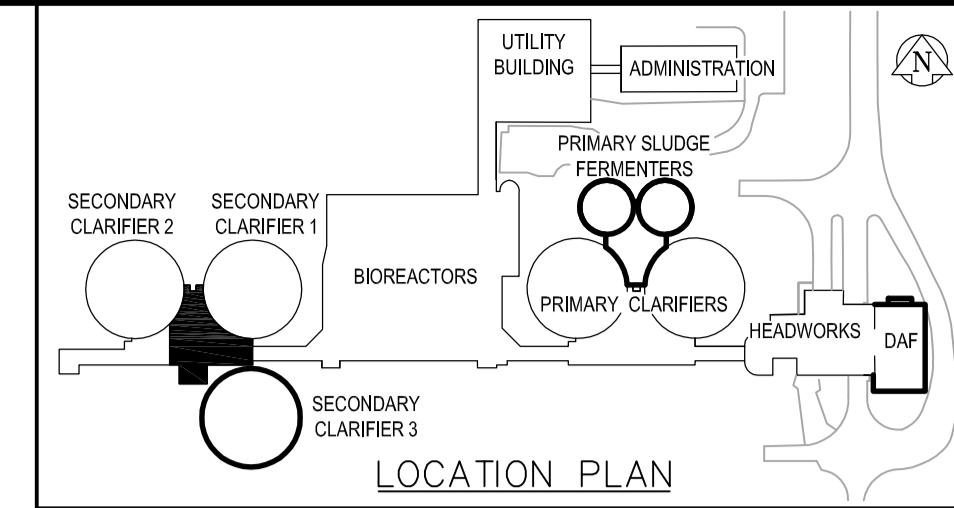 UTILITY
BUILDING
ADMINISTRATION
N
PRIMARY SLUDGE
FERMENTERS
SECONDARY
CLARIFIER 2
SECONDARY
CLARIFIER 1
BIOREACTORS
PRIMARY CLARIFIERS
HEADWORKS
DAF
SECONDARY
CLARIFIER 3
LOCATION PLAN